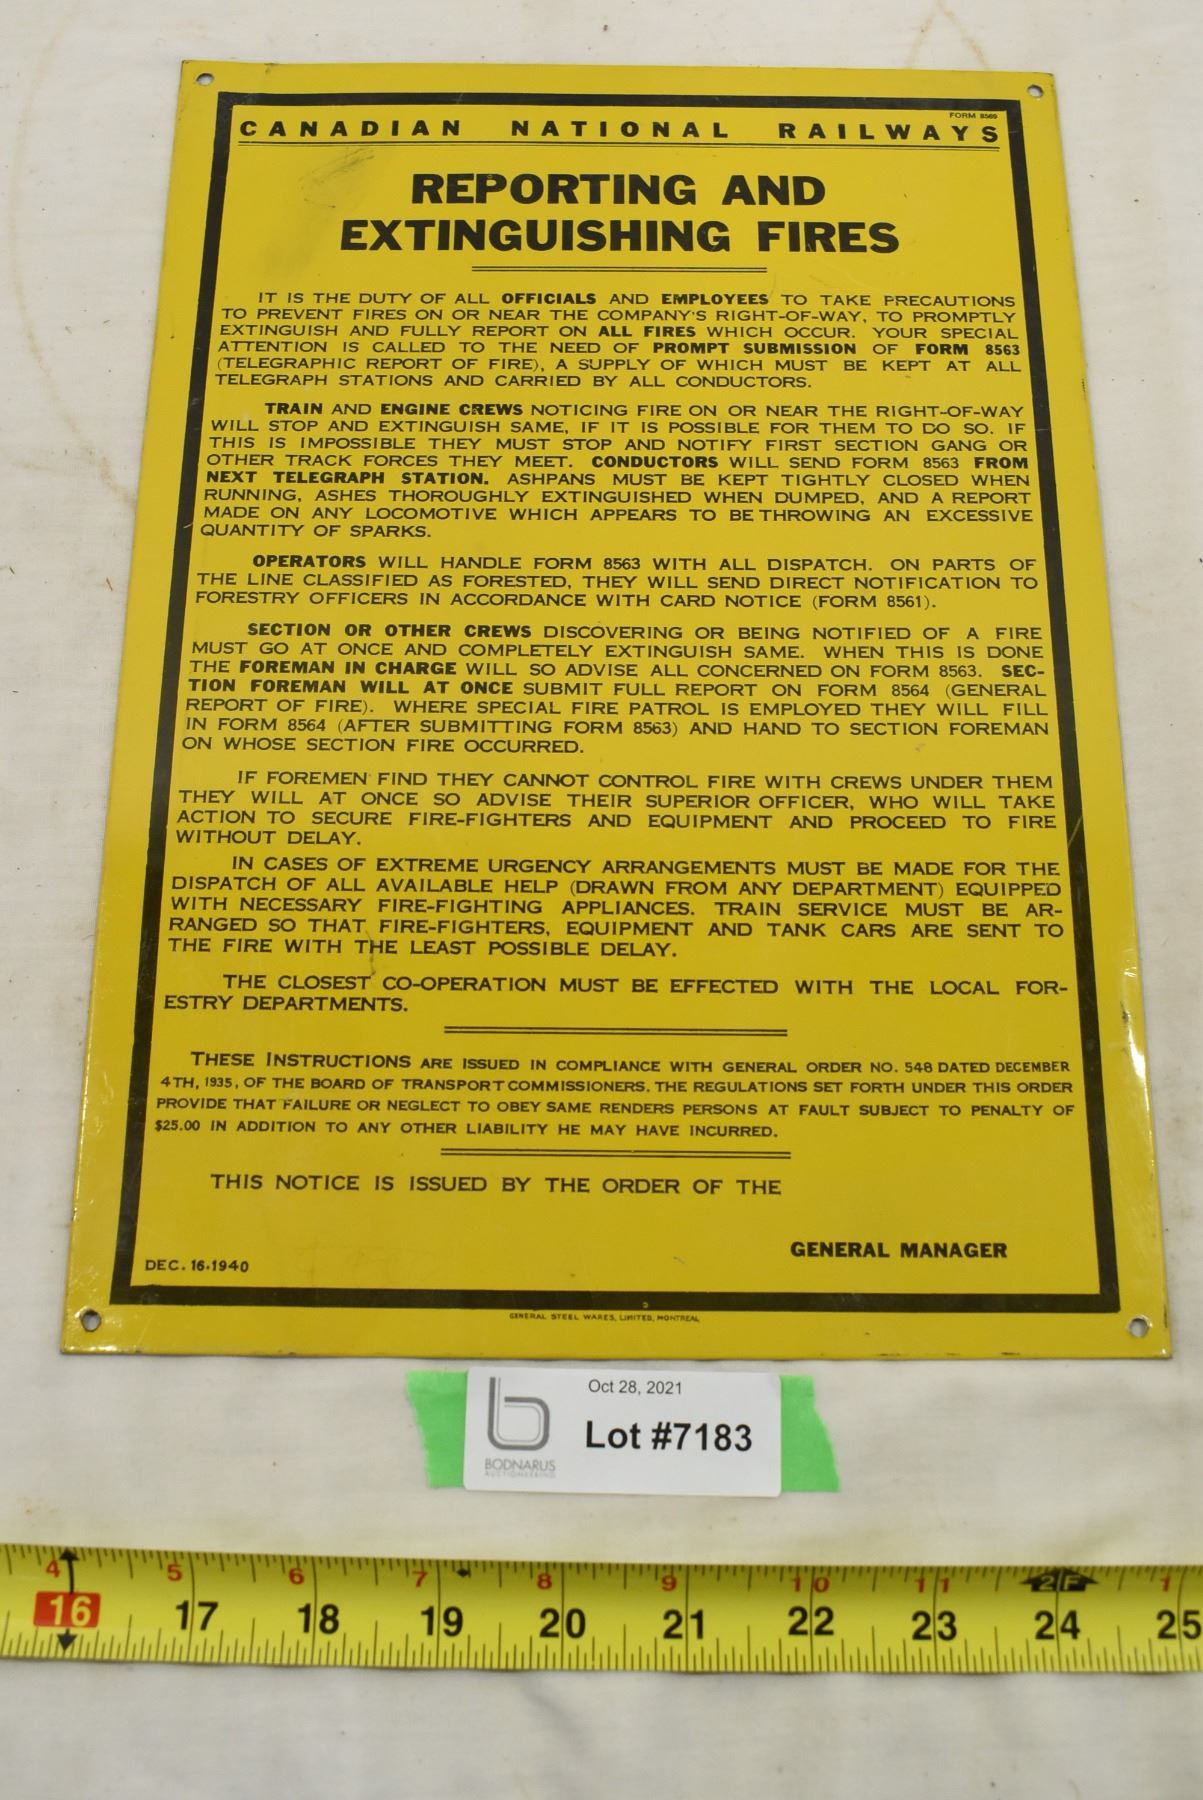 FORM 8569
CANADIAN NATIONAL RAILWAYS
REPORTING AND
EXTINGUISHING FIRES
IT IS THE DUTY OF ALL OFFICIALS AND EMPLOYEES TO TAKE PRECAUTIONS
TO PREVENT FIRES ON OR NEAR THE COMPANY'S RIGHT-OF-WAY, TO PROMPTLY
EXTINGUISH AND FULLY REPORT ON ALL FIRES WHICH OCCUR. YOUR SPECIAL
ATTENTION IS CALLED TO THE NEED OF PROMPT SUBMISSION OF FORM 8563
(TELEGRAPHIC REPORT OF FIRE), A SUPPLY OF WHICH MUST BE KEPT AT ALL
TELEGRAPH STATIONS AND CARRIED BY ALL CONDUCTORS.
TRAIN AND ENGINE CREWS NOTICING FIRE ON OR NEAR THE RIGHT-OF-WAY
WILL STOP AND EXTINGUISH SAME, IF IT IS POSSIBLE FOR THEM TO DO SO. IF
THIS IS IMPOSSIBLE THEY MUST STOP AND NOTIFY FIRST SECTION GANG OR
OTHER TRACK FORCES THEY MEET. CONDUCTORS WILL SEND FORM 8563 FROM
NEXT TELEGRAPH STATION. ASHPANS MUST BE KEPT TIGHTLY CLOSED WHEN
RUNNING, ASHES THOROUGHLY EXTINGUISHED WHEN DUMPED, AND A REPORT
MADE ON ANY LOCOMOTIVE WHICH APPEARS TO BE THROWING AN EXCESSIVE
QUANTITY OF SPARKS.
OPERATORS WILL HANDLE FORM 8563 WITH ALL DISPATCH. ON PARTS OF
THE LINE CLASSIFIED AS FORESTED, THEY WILL SEND DIRECT NOTIFICATION TO
FORESTRY OFFICERS IN ACCORDANCE WITH CARD NOTICE (FORM 8561).
SECTION OR OTHER CREWS DISCOVERING OR BEING NOTIFIED OF A FIRE
MUST GO AT ONCE AND COMPLETELY EXTINGUISH SAME. WHEN THIS IS DONE
THE FOREMAN IN CHARGE WILL SO ADVISE ALL CONCERNED ON FORM 8563. SEC-
TION FOREMAN WILL AT ONCE SUBMIT FULL REPORT ON FORM 8564 (GENERAL
REPORT OF FIRE). WHERE SPECIAL FIRE PATROL IS EMPLOYED THEY WILL FILL
IN FORM 8564 (AFTER SUBMITTING FORM 8563) AND HAND TO SECTION FOREMAN
ON WHOSE SECTION FIRE OCCURRED.
IF FOREMEN FIND THEY CANNOT CONTROL FIRE WITH CREWS UNDER THEM
THEY WILL AT ONCE SO ADVISE THEIR SUPERIOR OFFICER, WHO WILL TAKE
ACTION TO SECURE FIRE-FIGHTERS AND EQUIPMENT AND PROCEED TO FIRE
WITHOUT DELAY.
IN CASES OF EXTREME URGENCY ARRANGEMENTS MUST BE MADE FOR THE
DISPATCH OF ALL AVAILABLE HELP (DRAWN FROM ANY DEPARTMENT) EQUIPPED
WITH NECESSARY FIRE-FIGHTING APPLIANCES. TRAIN SERVICE MUST BE AR-
RANGED SO THAT FIRE-FIGHTERS, EQUIPMENT AND TANK CARS ARE SENT TO
THE FIRE WITH THE LEAST POSSIBLE DELAY.
THE CLOSEST CO-OPERATION MUST BE EFFECTED WITH THE LOCAL FOR-
ESTRY DEPARTMENTS.
THESE INSTRUCTIONS ARE ISSUED IN COMPLIANCE WITH GENERAL ORDER NO. 548 DATED DECEMBER
4TH, 1935, OF THE BOARD OF TRANSPORT COMMISSIONERS. THE REGULATIONS SET FORTH UNDER THIS ORDER
PROVIDE THAT FAILURE OR NEGLECT TO OBEY SAME RENDERS PERSONS AT FAULT SUBJECT TO PENALTY OF
$25.00 IN ADDITION TO ANY OTHER LIABILITY HE MAY HAVE INCURRED.
THIS NOTICE IS ISSUED BY THE ORDER OF THE
GENERAL MANAGER
DEC. 16.1940
GENERAL STEEL WARES, LIMITED, MONTREAL
Oct 28, 2021
Lot #7183
BODNARUS
AUCTIONEERING
4 5 6 7 8 9 10 11 2F 1
16 17 18 19 20 21 22 23 24 25